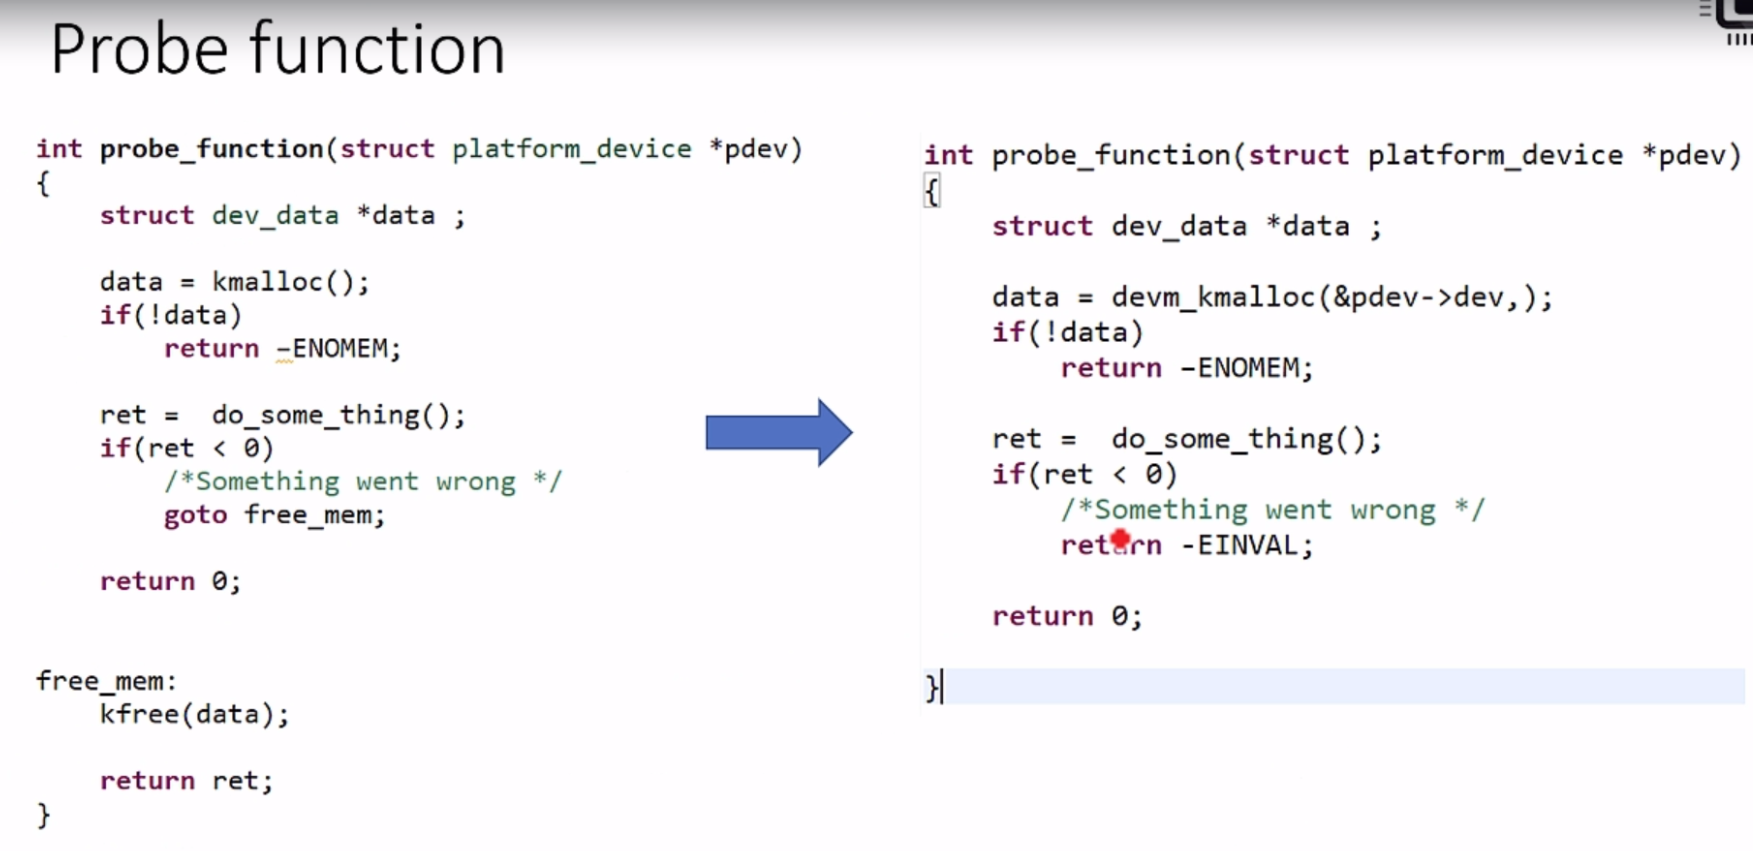 Probe function
int probe_function(struct platform_device *pdev)
{
struct dev_data *data ;
data = kmalloc();
if(!data)
return –ENOMEM;
ret =  do_some_thing();
if(ret < 0)
/*Something went wrong */
goto free_mem;
return 0;
free_mem:
kfree(data);
return ret;
}
int probe_function(struct platform_device *pdev)
{
struct dev_data *data ;
data = devm_kmalloc(&pdev->dev,);
if(!data)
return –ENOMEM;
ret =  do_some_thing();
if(ret < 0)
/*Something went wrong */
return -EINVAL;
return 0;
}